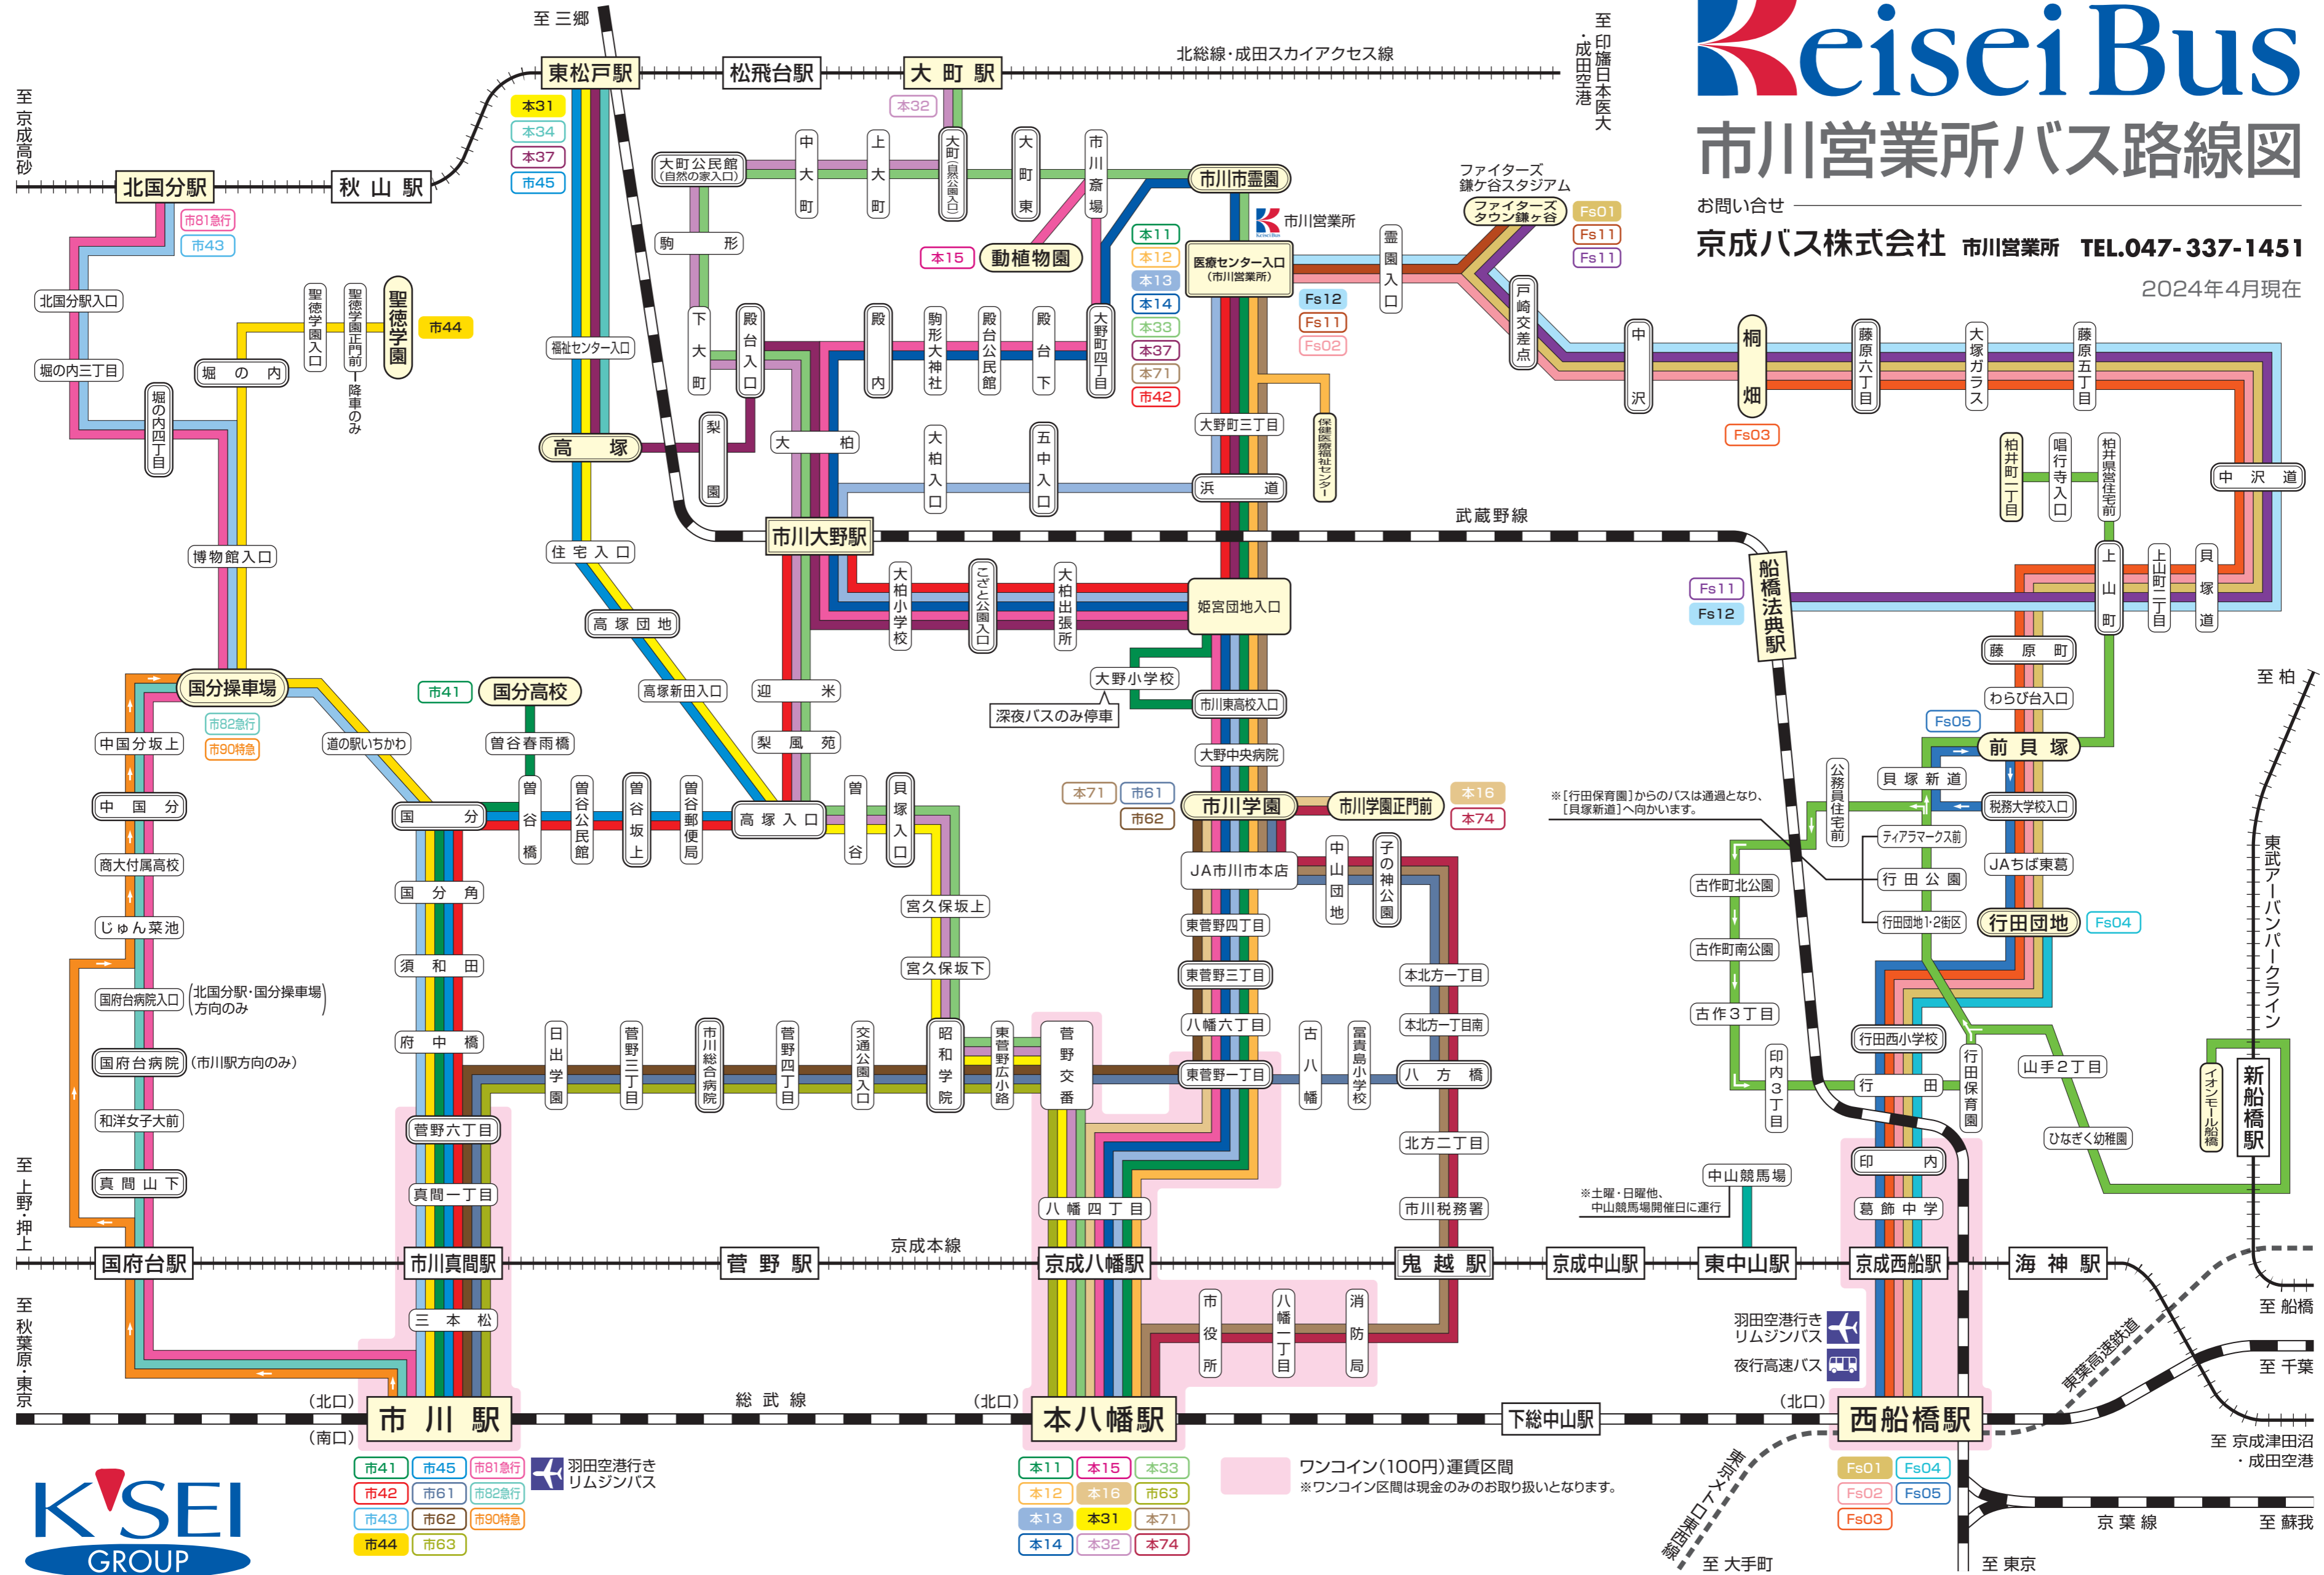 Keisei Bus
市川営業所バス路線図
お問い合せ
京成バス株式会社 市川営業所 TEL.047-337-1451
2024年4月現在
至 三郷
至 印旛日本医大・成田空港
北総線・成田スカイアクセス線
至 京成高砂
東松戸駅
松飛台駅
大町駅
北国分駅
秋山駅
本31
本34
本37
市45
本32
市81急行
市43
大町公民館
(自然の家入口)
中大町
上大町
大町(自然公園入口)
大町東
市川斎場
市川市霊園
KeiseiBus 市川営業所
ファイターズ
鎌ケ谷スタジアム
ファイターズ
タウン鎌ヶ谷
Fs01
Fs11
Fs11
駒形
本15
動植物園
本11
本12
本13
本14
本33
本37
本71
市42
医療センター入口
(市川営業所)
Fs12
Fs11
Fs02
霊園入口
戸崎交差点
中沢
桐畑
Fs03
藤原六丁目
大塚ガラス
藤原五丁目
中沢道
北国分駅入口
堀の内三丁目
堀の内四丁目
堀の内
聖徳学園入口
聖徳学園正門前ー降車のみ
聖徳学園
市44
博物館入口
福祉センター入口
高塚
住宅入口
高塚団地
高塚新田入口
下大町
殿台入口
梨園
大柏
殿内
駒形大神社
殿台公民館
殿台下
大野町四丁目
大柏入口
五中入口
大野町三丁目
浜道
保健医療福祉センター
市川大野駅
武蔵野線
大柏小学校
こざと公園入口
大柏出張所
姫宮団地入口
大野小学校
深夜バスのみ停車
市川東高校入口
大野中央病院
迎米
梨風苑
船橋法典駅
Fs11
Fs12
柏井町一丁目
唱行寺入口
柏井県営住宅前
上山町
上山町二丁目
貝塚道
藤原町
わらび台入口
Fs05
前貝塚
貝塚新道
税務大学校入口
公務員住宅前
※[行田保育園]からのバスは通過となり、
[貝塚新道]へ向かいます。
ティアラマークス前
行田公園
行田団地1・2街区
JAちば東葛
行田団地
Fs04
古作町北公園
古作町南公園
古作3丁目
印内3丁目
行田西小学校
行田
行田保育園
山手2丁目
ひなぎく幼稚園
イオンモール船橋
新船橋駅
至 柏
東武アーバンパークライン
至 船橋
国分操車場
市82急行
市90特急
中国分坂上
中国分
商大付属高校
じゅん菜池
国府台病院入口
(北国分駅・国分操車場)
方向のみ
国府台病院
(市川駅方向のみ)
和洋女子大前
真間山下
道の駅いちかわ
市41
国分高校
曽谷春雨橋
国分
曽谷橋
曽谷公民館
曽谷坂上
曽谷郵便局
高塚入口
曽谷
貝塚入口
国分角
須和田
府中橋
宮久保坂上
宮久保坂下
日出学園
菅野三丁目
市川総合病院
菅野四丁目
交通公園入口
昭和学院
東菅野広小路
菅野交番
菅野六丁目
真間一丁目
本71
市61
市62
市川学園
市川学園正門前
本16
本74
JA市川市本店
中山団地
子の神公園
東菅野四丁目
東菅野三丁目
八幡六丁目
東菅野一丁目
古八幡
冨貴島小学校
本北方一丁目
本北方一丁目南
八方橋
北方二丁目
市川税務署
八幡四丁目
中山競馬場
※土曜・日曜他、
中山競馬場開催日に運行
印内
葛飾中学
至 上野・押上
国府台駅
市川真間駅
菅野駅
京成本線
京成八幡駅
鬼越駅
京成中山駅
東中山駅
京成西船駅
海神駅
三本松
市役所
八幡一丁目
消防局
羽田空港行き
リムジンバス
夜行高速バス
東葉高速鉄道
至 秋葉原・東京
(北口)
(南口)
市川駅
総武線
(北口)
本八幡駅
下総中山駅
(北口)
西船橋駅
至 千葉
至 京成津田沼
・成田空港
京葉線
至 蘇我
東京メトロ東西線
至 大手町
至 東京
市41 市45 市81急行
市42 市61 市82急行
市43 市62 市90特急
市44 市63
羽田空港行き
リムジンバス
本11 本15 本33
本12 本16 市63
本13 本31 本71
本14 本32 本74
ワンコイン(100円)運賃区間
※ワンコイン区間は現金のみのお取り扱いとなります。
Fs01 Fs04
Fs02 Fs05
Fs03
K'SEI
GROUP